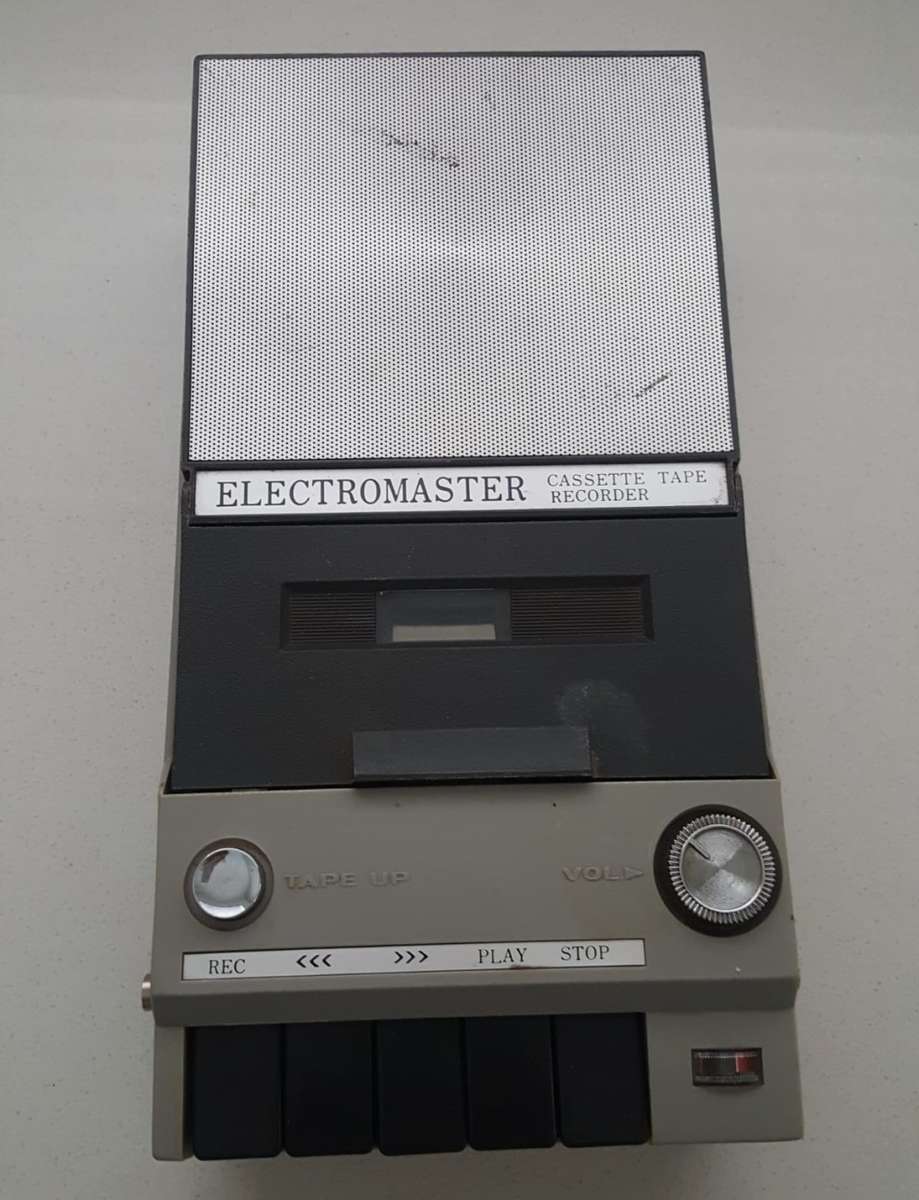 ELECTROMASTER CASSETTE TAPE
RECORDER
TAPE UP VOL▷
REC <<< >>> PLAY STOP